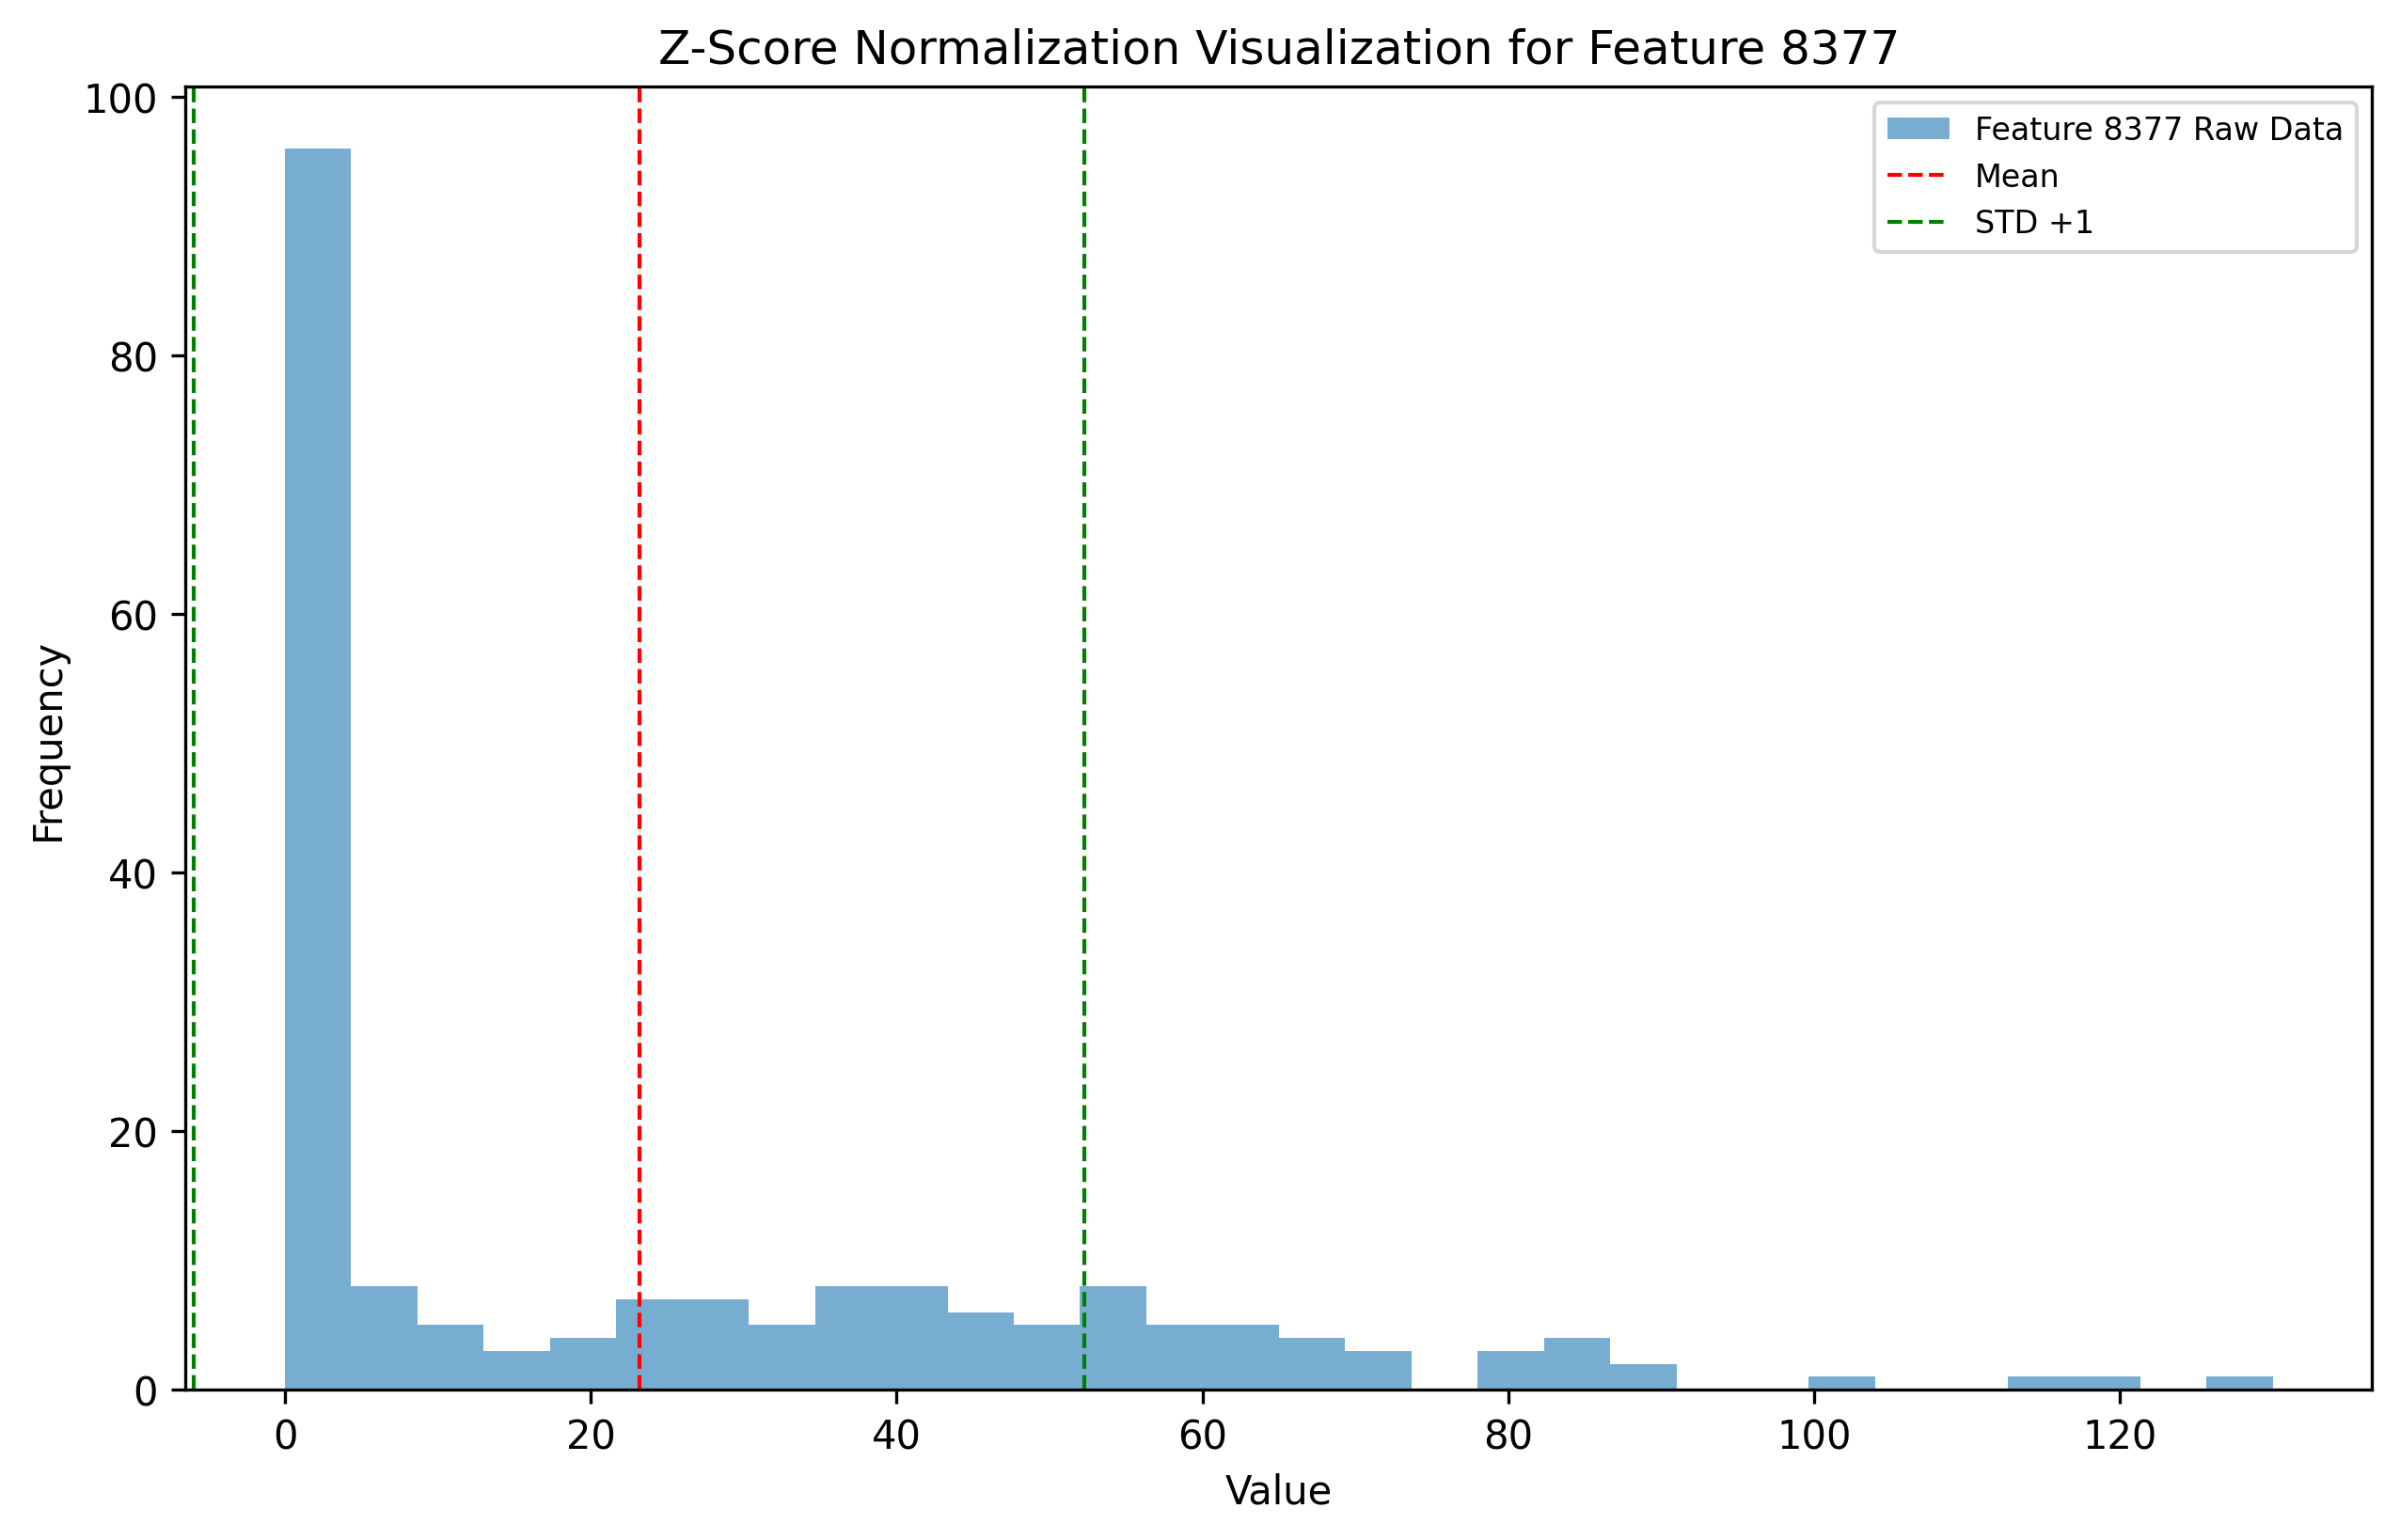 Z-Score Normalization Visualization for Feature 8377
Feature 8377 Raw Data
Mean
STD +1
Frequency
100
80
60
40
20
0
0 20 40 60 80 100 120
Value